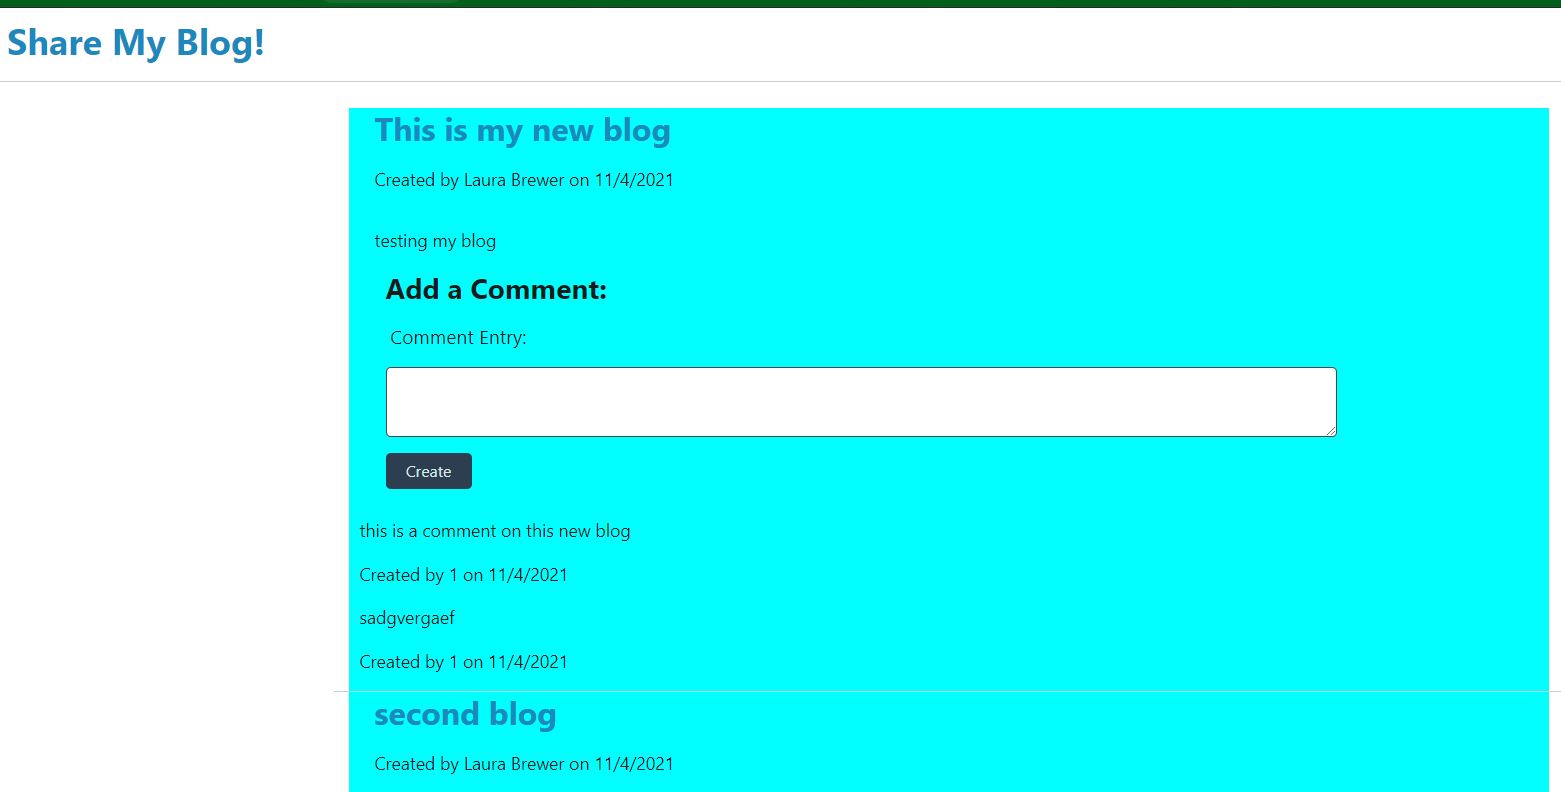 Share My Blog!
This is my new blog
Created by Laura Brewer on 11/4/2021
testing my blog
Add a Comment:
Comment Entry:
Create
this is a comment on this new blog
Created by 1 on 11/4/2021
sadgvergaef
Created by 1 on 11/4/2021
second blog
Created by Laura Brewer on 11/4/2021